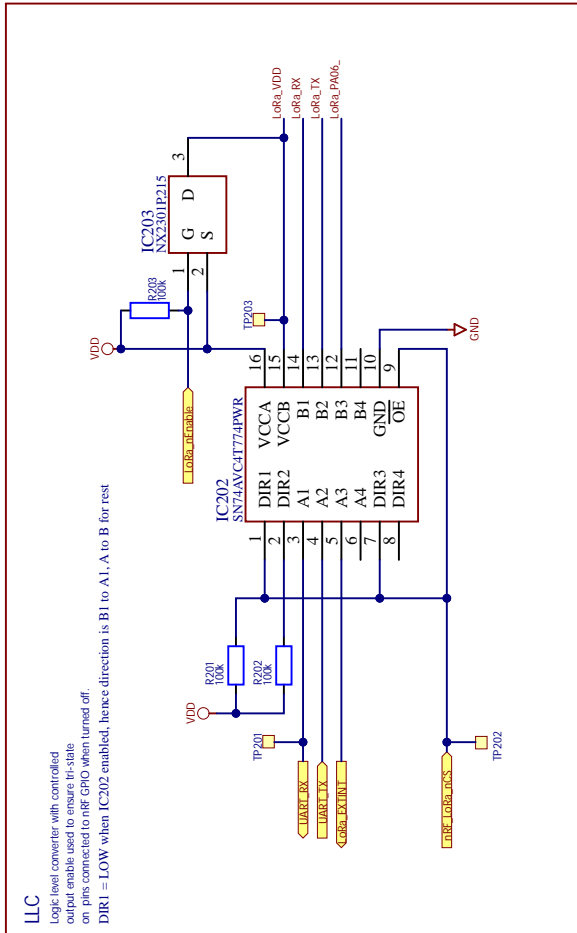 LLC
Logic level converter with controlled
output enable used to ensure tri-state
on pins connected to nRF GPIO when turned off.
DIR1 = LOW when IC202 enabled, hence direction is B1 to A1, A to B for rest
VDD
R201
100k
R202
100k
TP201
UART_RX
UART_TX
LoRa_EXTINT
nRF_LoRa_nCS
TP202
LoRa_nEnable
VDD
R203
100k
IC203
NX2301P,215
1
G
D
3
2
S
TP203
LoRa_VDD
LoRa_RX
LoRa_TX
LoRa_PA06_
IC202
SN74AVC4T774PWR
1 DIR1 VCCA 16
2 DIR2 VCCB 15
3 A1 B1 14
4 A2 B2 13
5 A3 B3 12
6 A4 B4 11
7 DIR3 GND 10
8 DIR4 OE 9
GND